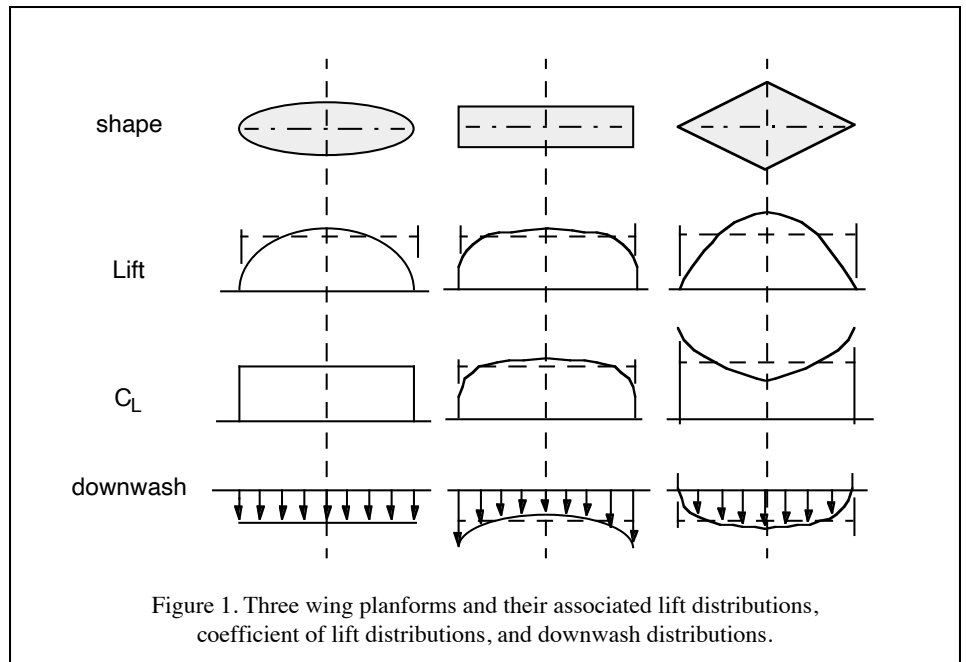 shape
Lift
CL
downwash
Figure 1. Three wing planforms and their associated lift distributions,
coefficient of lift distributions, and downwash distributions.